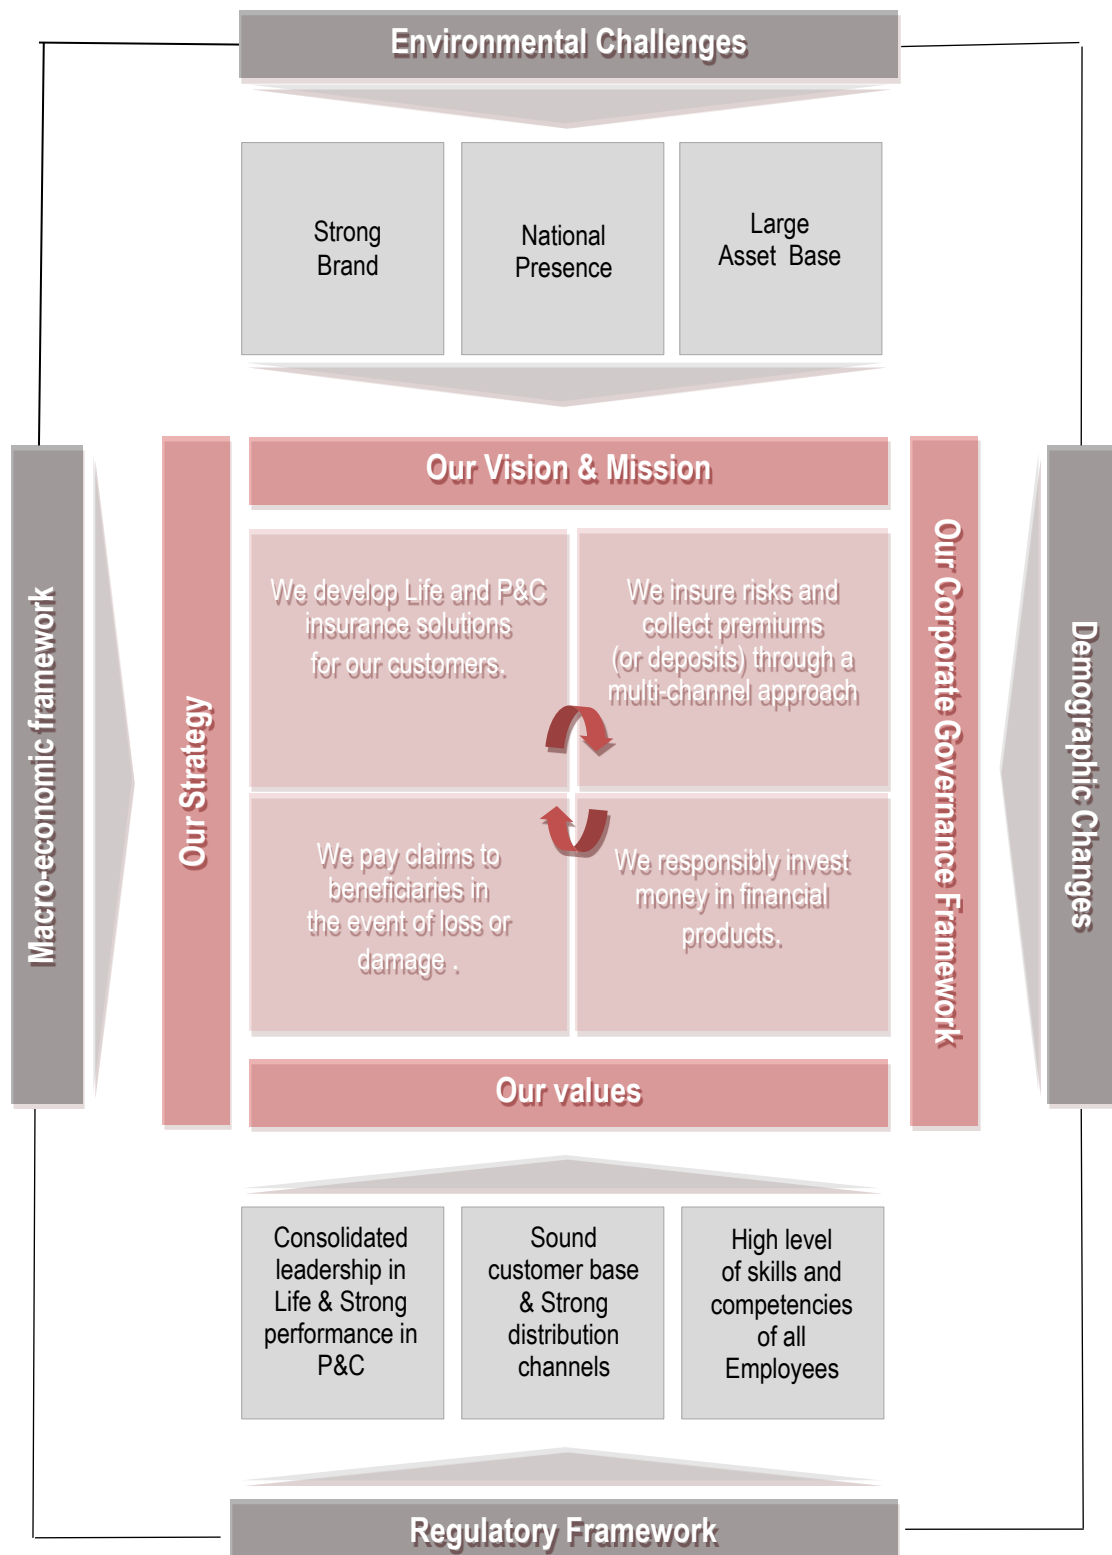 Environmental Challenges
Strong
Brand
National
Presence
Large
Asset Base
Macro-economic framework
Our Strategy
Our Vision & Mission
We develop Life and P&C
insurance solutions
for our customers.
We insure risks and
collect premiums
(or deposits) through a
multi-channel approach
We pay claims to
beneficiaries in
the event of loss or
damage .
We responsibly invest
money in financial
products.
Our values
Our Corporate Governance Framework
Demographic Changes
Consolidated
leadership in
Life & Strong
performance in
P&C
Sound
customer base
& Strong
distribution
channels
High level
of skills and
competencies
of all
Employees
Regulatory Framework